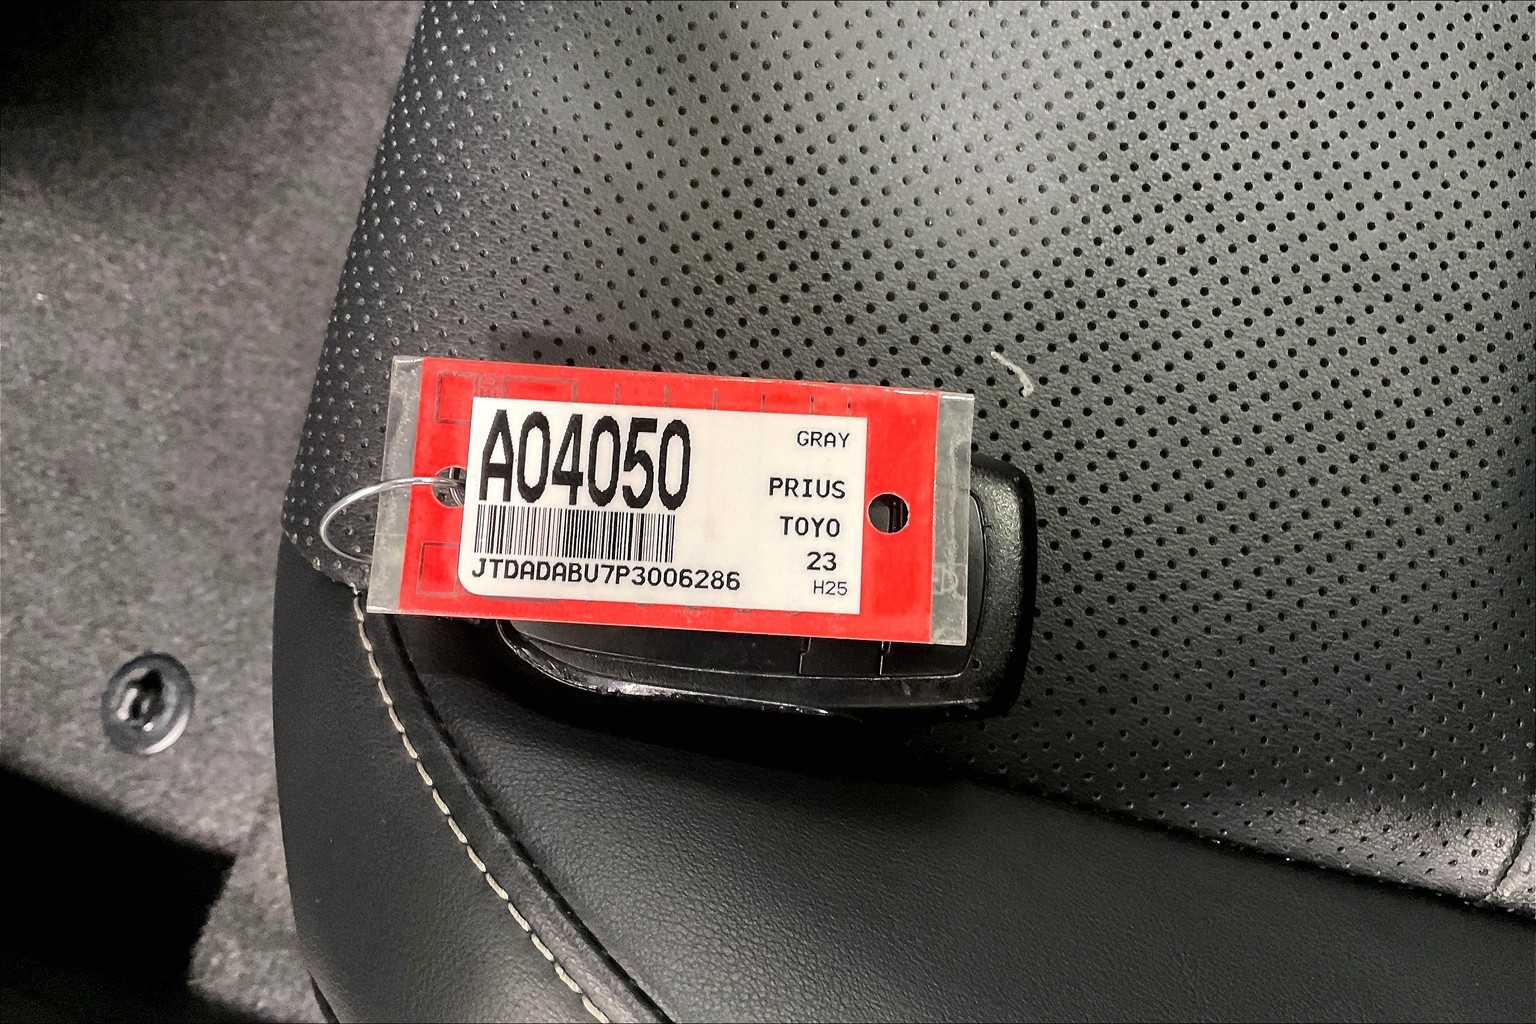 A04050
JTDADABU7P3006286
GRAY
PRIUS
TOYO
23
H25